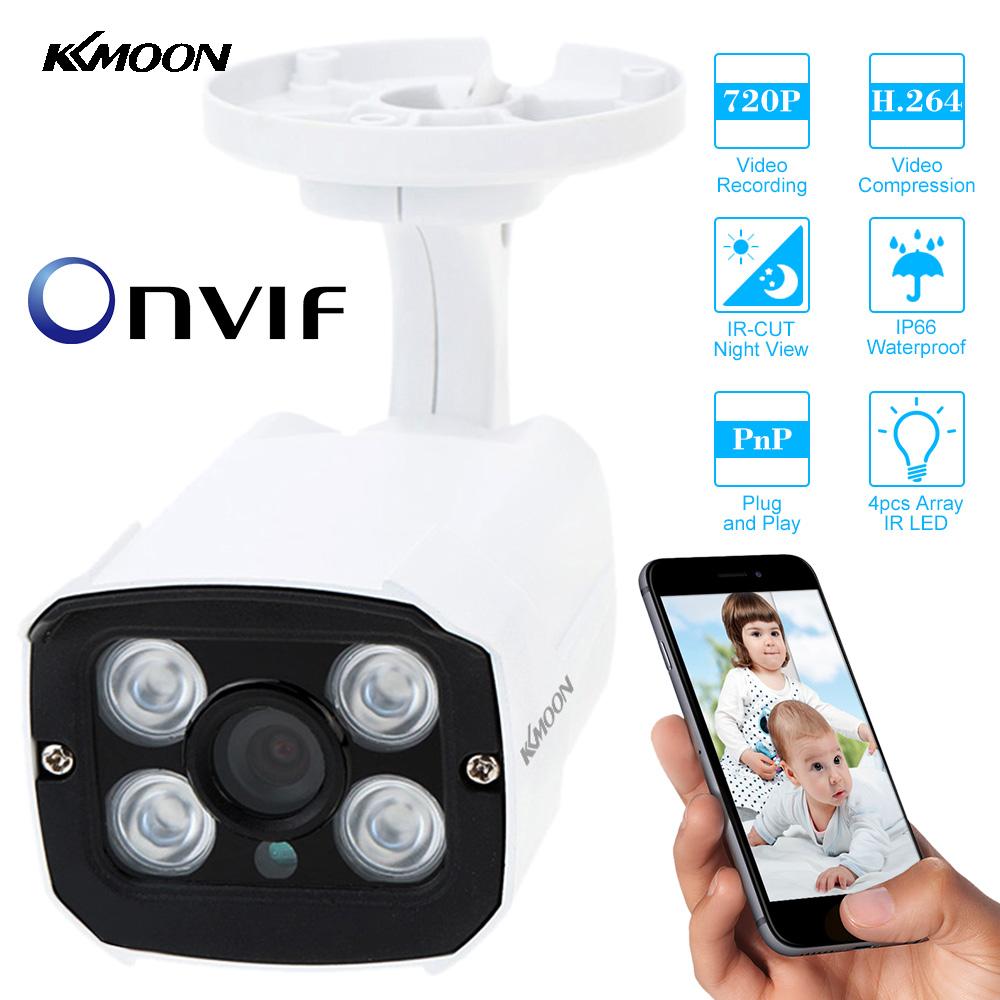 KKMOON
ONVIF
720P
Video
Recording
H.264
Video
Compression
IR-CUT
Night View
IP66
Waterproof
PnP
Plug
and Play
4pcs Array
IR LED
KKMOON